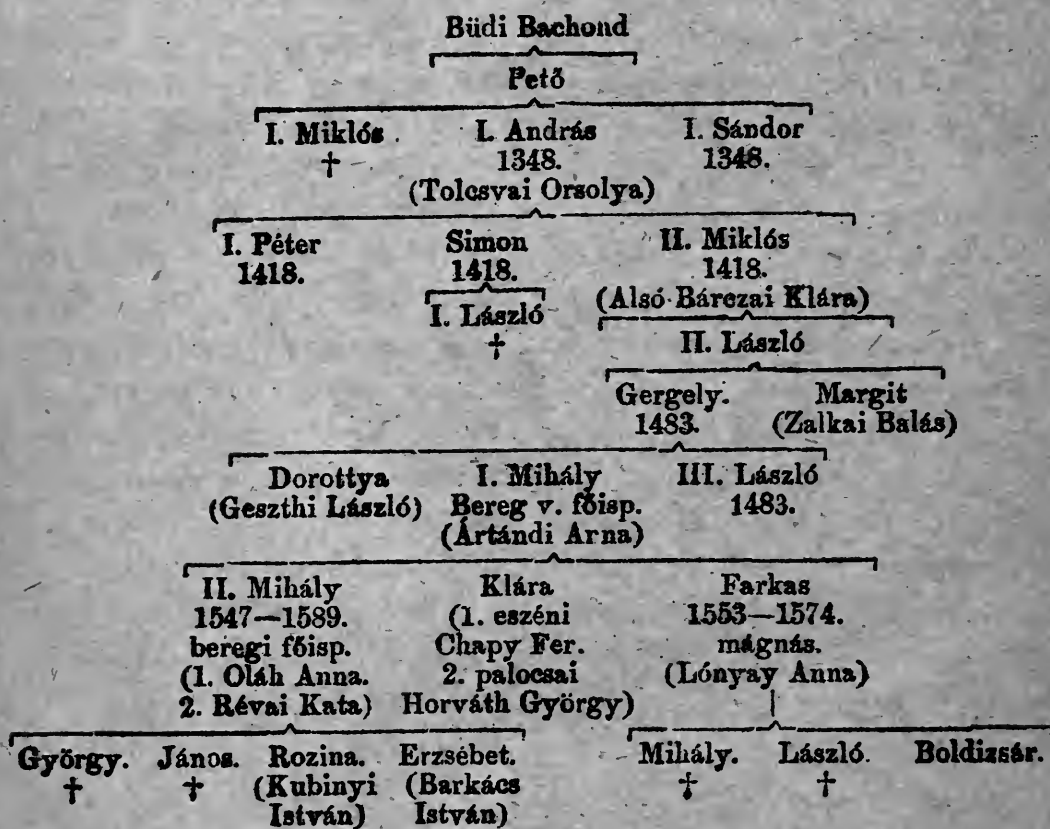 Büdi Bachond
Pető
I. Miklós. I. András I. Sándor
† 1348. 1348.
(Tolcsvai Orsolya)
I. Péter Simon II. Miklós
1418. 1418. 1418.
I. László (Alsó-Bárczai Klára)
† II. László
Gergely. Margit
1483. (Zalkai Balás)
Dorottya I. Mihály III. László
(Geszthi László) Bereg v. főisp. 1483.
(Ártándi Arna)
II. Mihály Klára Farkas
1547—1589. (1. eszéni 1553—1574.
beregi főisp. Chapy Fer. mágnás.
(1. Oláh Anna. 2. palocsai (Lónyay Anna)
2. Révai Kata) Horváth György)
György. János. Rozina. Erzsébet. Mihály. László. Boldizsár.
† † (Kubinyi (Barkács † †
István) István)